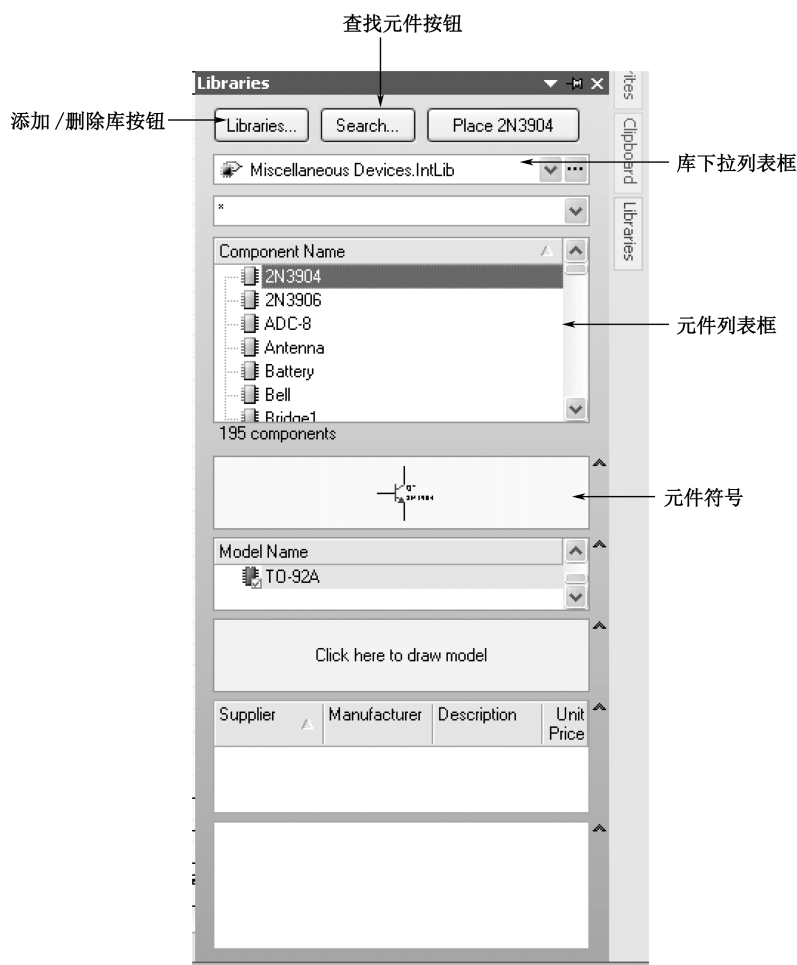 查找元件按钮
Libraries
添加/删除库按钮
Libraries...
Search...
Place 2N3904
Miscellaneous Devices.IntLib
...
库下拉列表框
*
Component Name
2N3904
2N3906
ADC-8
Antenna
Battery
Bell
Bridge1
元件列表框
195 components
元件符号
Model Name
TO-92A
Click here to draw model
Supplier
Manufacturer
Description
Unit
Price
Clipboard
Libraries